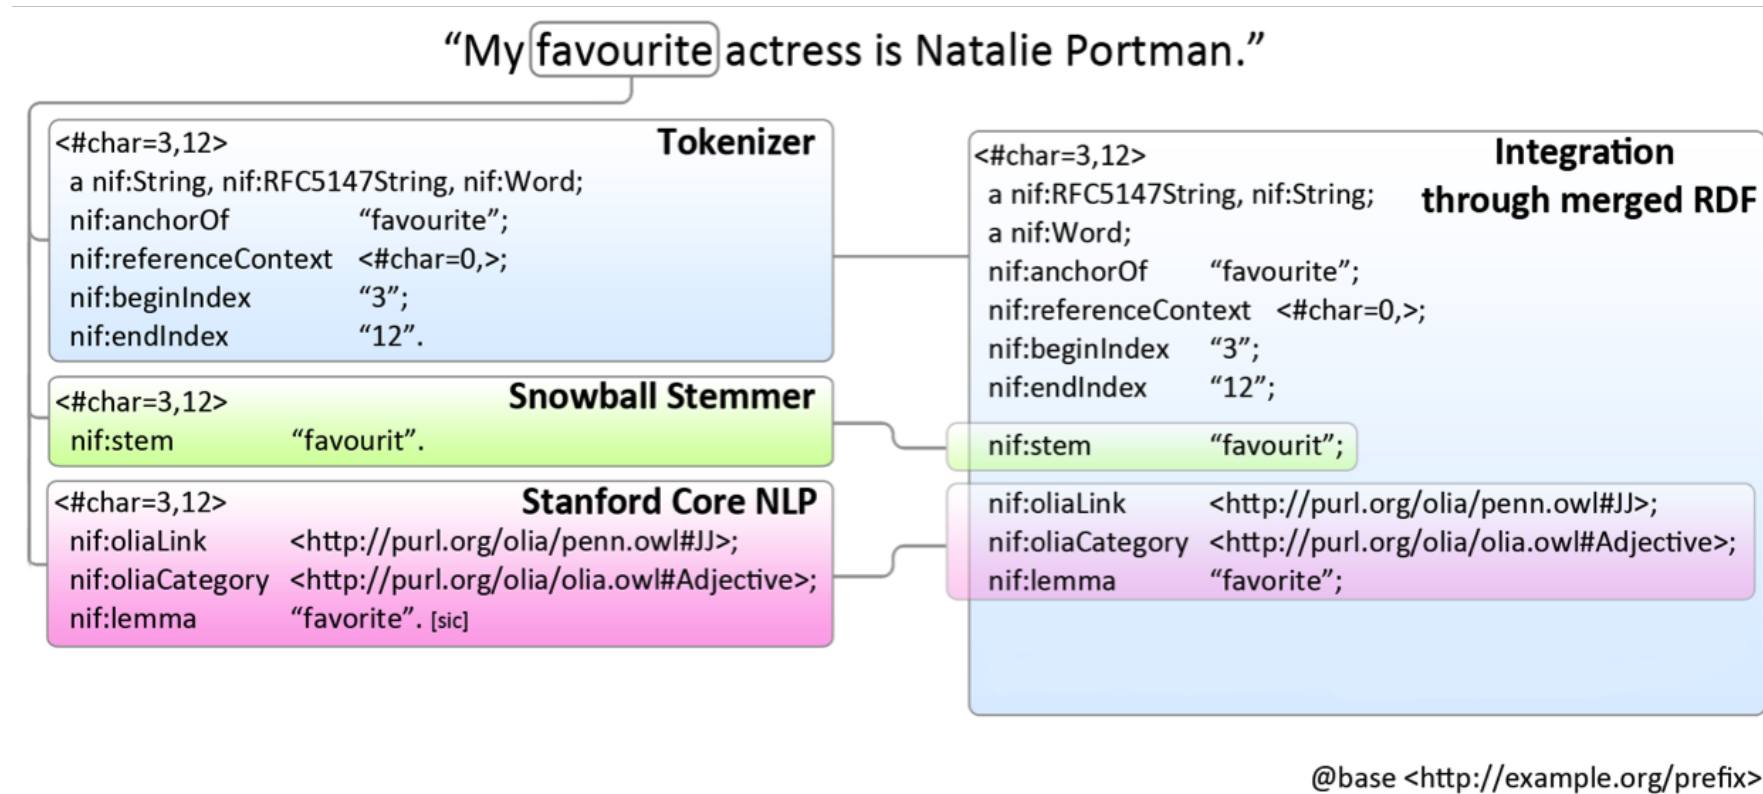 “My favourite actress is Natalie Portman.”
<#char=3,12>
Tokenizer
a nif:String, nif:RFC5147String, nif:Word;
nif:anchorOf “favourite”;
nif:referenceContext <#char=0,>;
nif:beginIndex “3”;
nif:endIndex “12”.
<#char=3,12>
Snowball Stemmer
nif:stem “favourit”.
<#char=3,12>
Stanford Core NLP
nif:oliaLink <http://purl.org/olia/penn.owl#JJ>;
nif:oliaCategory <http://purl.org/olia/olia.owl#Adjective>;
nif:lemma “favorite”. [sic]
<#char=3,12>
Integration
through merged RDF
a nif:RFC5147String, nif:String;
a nif:Word;
nif:anchorOf “favourite”;
nif:referenceContext <#char=0,>;
nif:beginIndex “3”;
nif:endIndex “12”;
nif:stem “favourit”;
nif:oliaLink <http://purl.org/olia/penn.owl#JJ>;
nif:oliaCategory <http://purl.org/olia/olia.owl#Adjective>;
nif:lemma “favorite”;
@base <http://example.org/prefix>